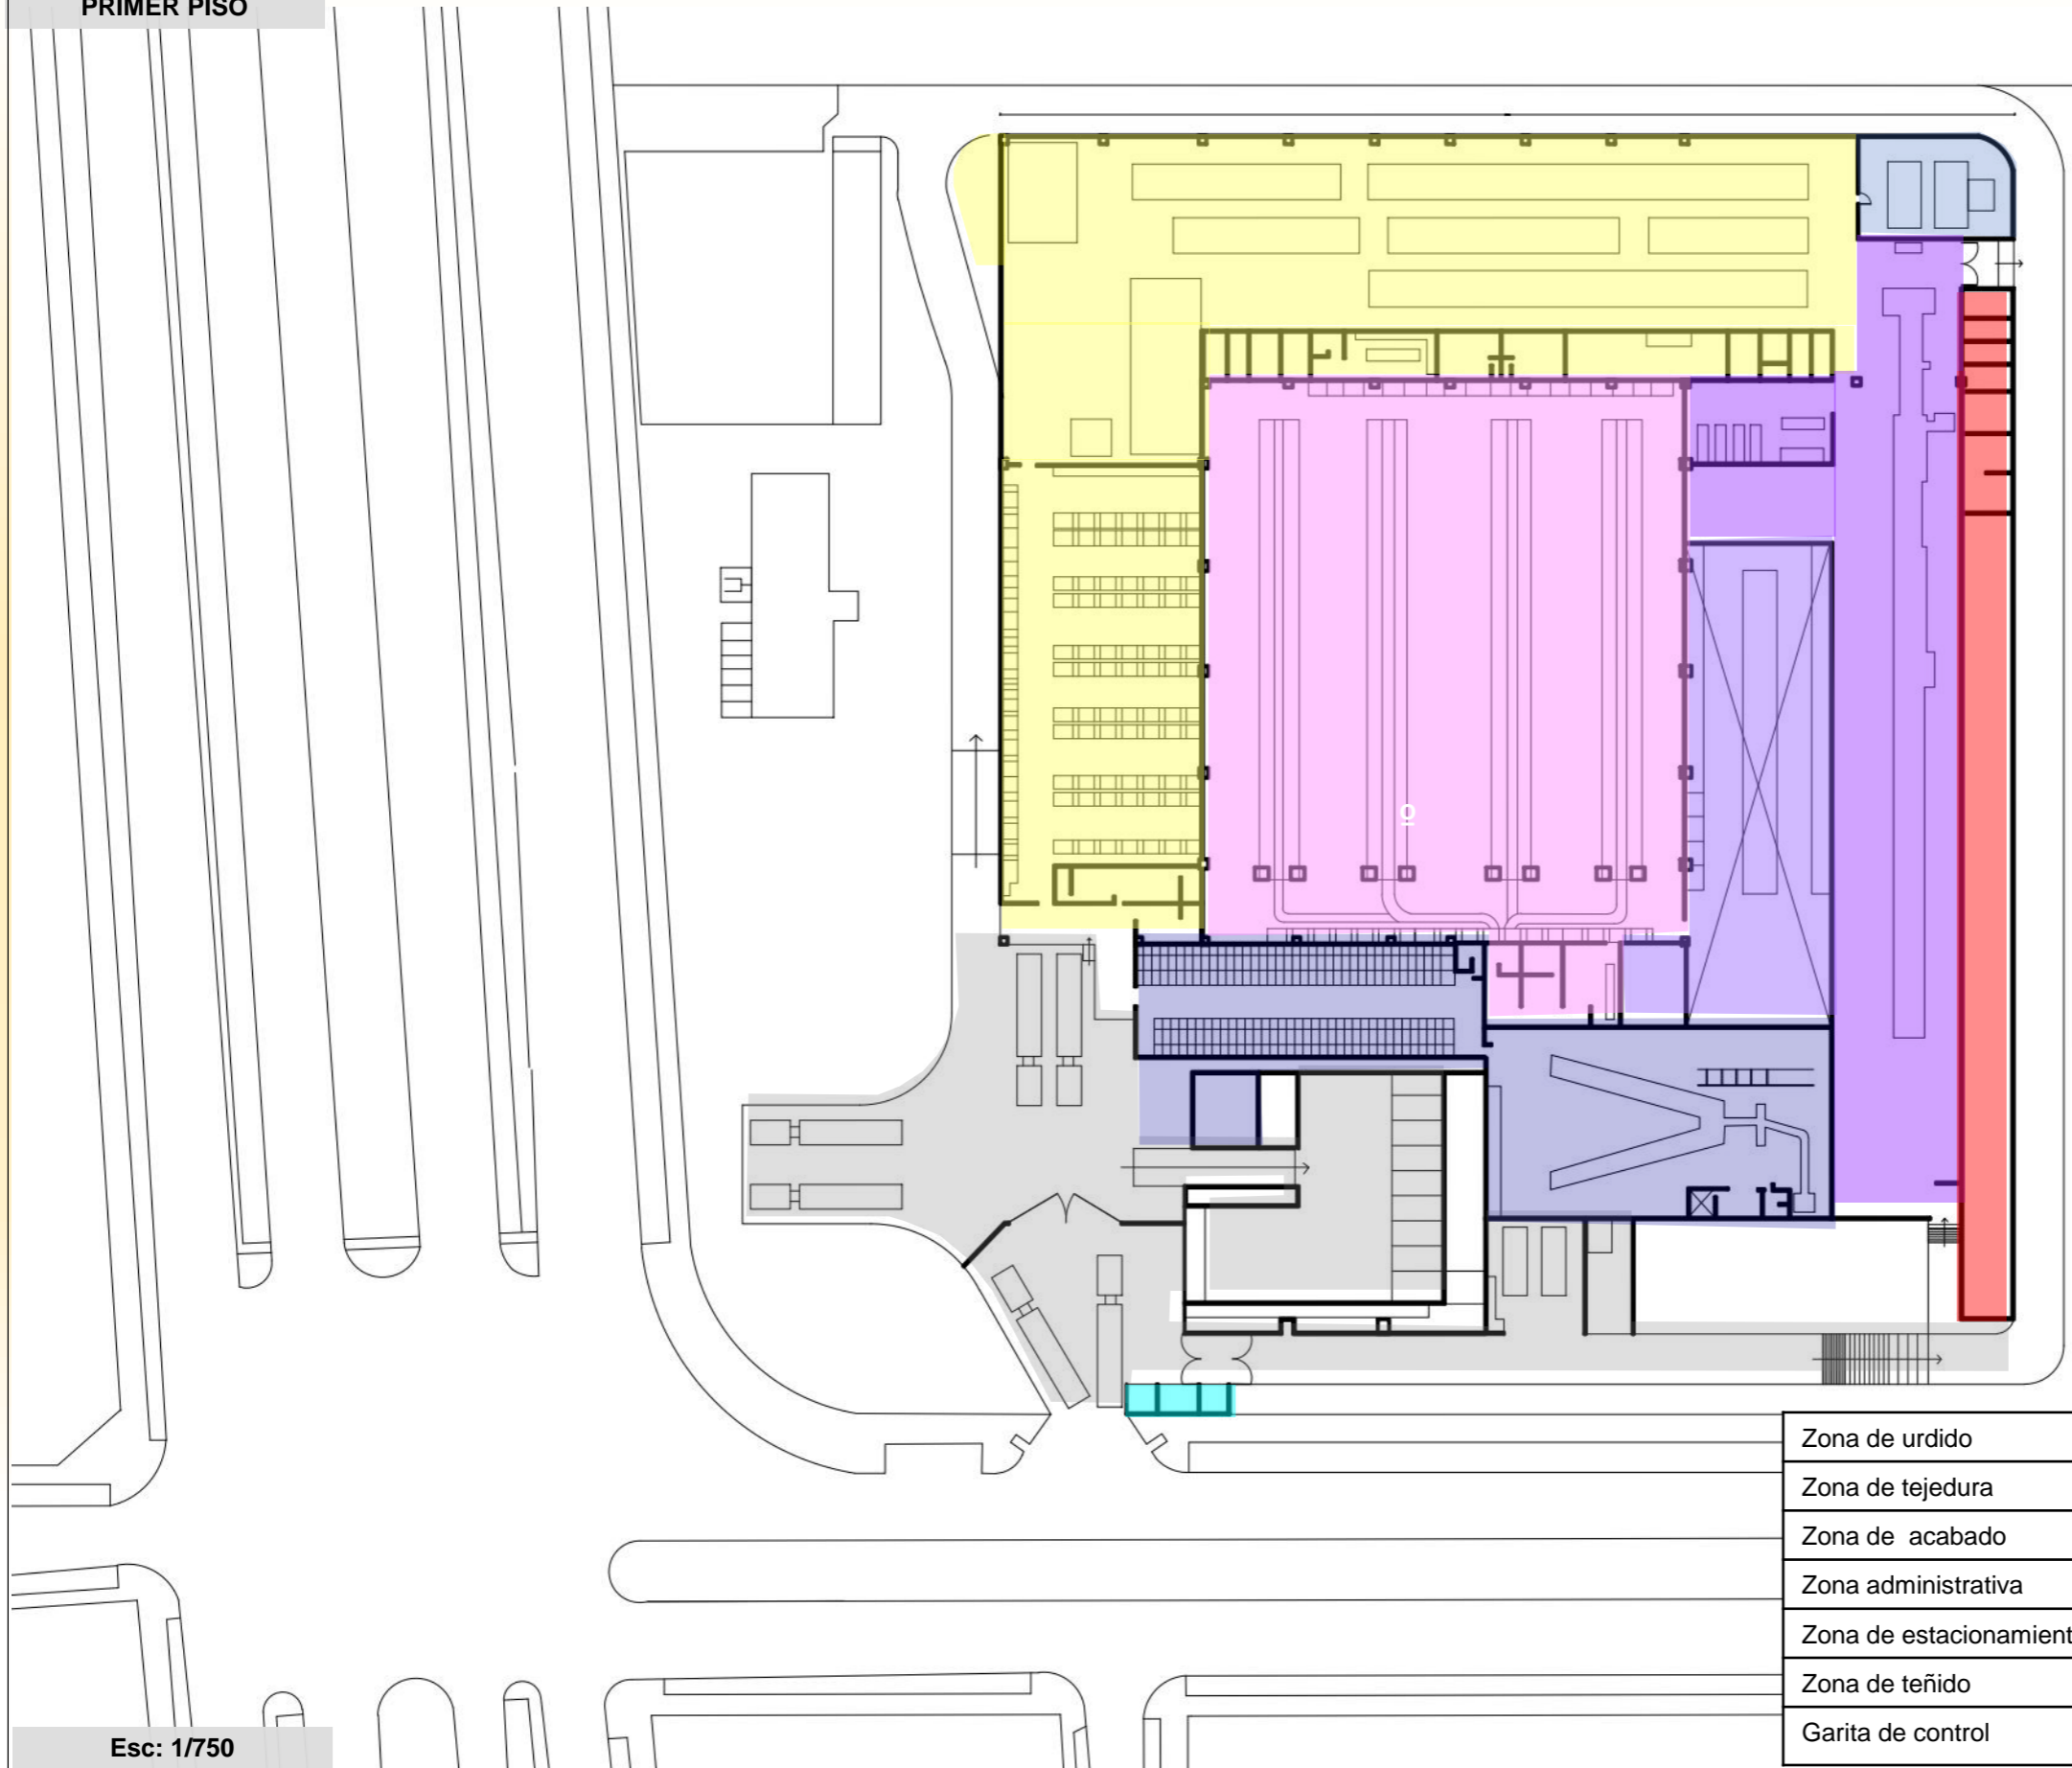 PRIMER PISO
o
Zona de urdido
Zona de tejedura
Zona de acabado
Zona administrativa
Zona de estacionamient
Zona de teñido
Garita de control
Esc: 1/750